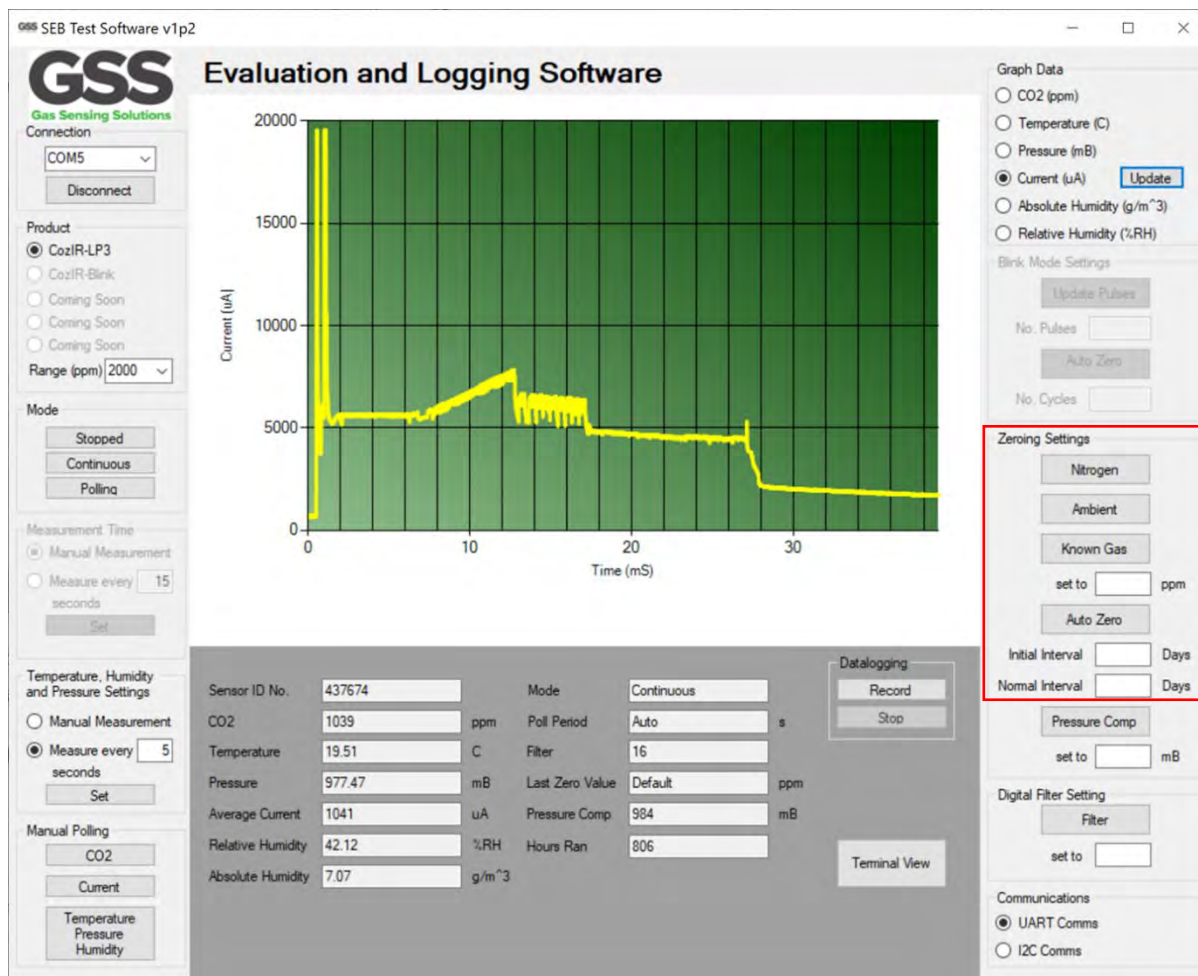 GSS SEB Test Software v1p2
GSS
Gas Sensing Solutions
Evaluation and Logging Software
Connection
COM5
Disconnect
Product
CozIR-LP3
CozIR-Blink
Coming Soon
Coming Soon
Coming Soon
Range (ppm) 2000
Mode
Stopped
Continuous
Polling
Measurement Time
Manual Measurement
Measure every 15
seconds
Set
Temperature, Humidity
and Pressure Settings
Manual Measurement
Measure every 5
seconds
Set
Manual Polling
CO2
Current
Temperature
Pressure
Humidity
Current (uA)
20000
15000
10000
5000
0
0 10 20 30
Time (mS)
Sensor ID No. 437674
CO2 1039 ppm
Temperature 19.51 C
Pressure 977.47 mB
Average Current 1041 uA
Relative Humidity 42.12 %RH
Absolute Humidity 7.07 g/m^3
Mode Continuous
Poll Period Auto s
Filter 16
Last Zero Value Default ppm
Pressure Comp 984 mB
Hours Ran 806
Datalogging
Record
Stop
Terminal View
Graph Data
CO2 (ppm)
Temperature (C)
Pressure (mB)
Current (uA) Update
Absolute Humidity (g/m^3)
Relative Humidity (%RH)
Blink Mode Settings
Update Pulses
No. Pulses
Auto Zero
No. Cycles
Zeroing Settings
Nitrogen
Ambient
Known Gas
set to ppm
Auto Zero
Initial Interval Days
Normal Interval Days
Pressure Comp
set to mB
Digital Filter Setting
Filter
set to
Communications
UART Comms
I2C Comms